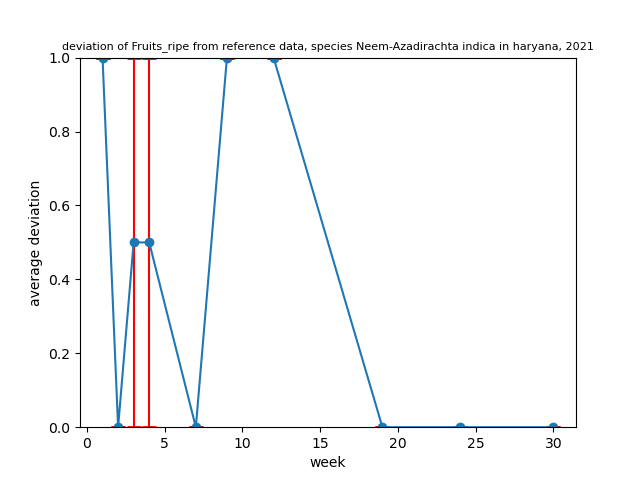 deviation of Fruits_ripe from reference data, species Neem-Azadirachta indica in haryana, 2021
1.0
0.8
0.6
0.4
0.2
0.0
average deviation
0 5 10 15 20 25 30
week